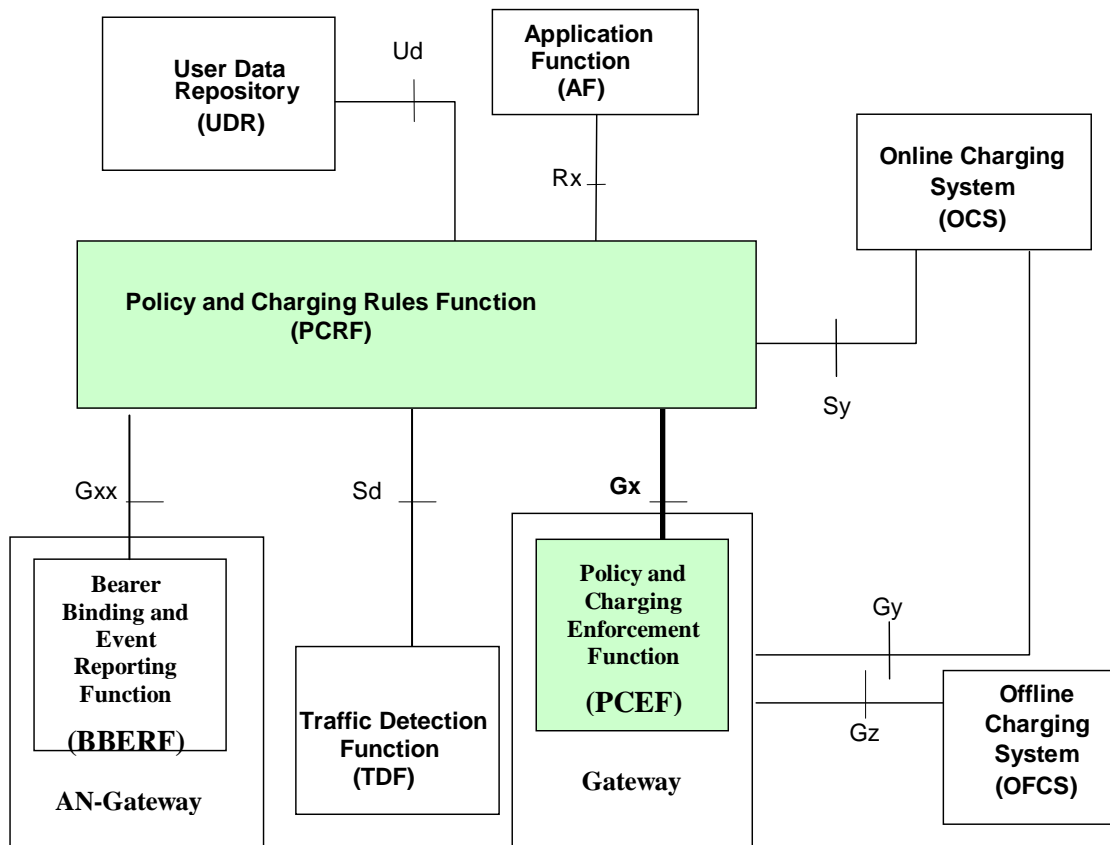 User Data
Repository
(UDR)
Ud
Application
Function
(AF)
Rx
Online Charging
System
(OCS)
Policy and Charging Rules Function
(PCRF)
Sy
Gxx
Sd
Gx
Bearer
Binding and
Event
Reporting
Function
(BBERF)
AN-Gateway
Traffic Detection
Function
(TDF)
Policy and
Charging
Enforcement
Function
(PCEF)
Gateway
Gy
Gz
Offline
Charging
System
(OFCS)